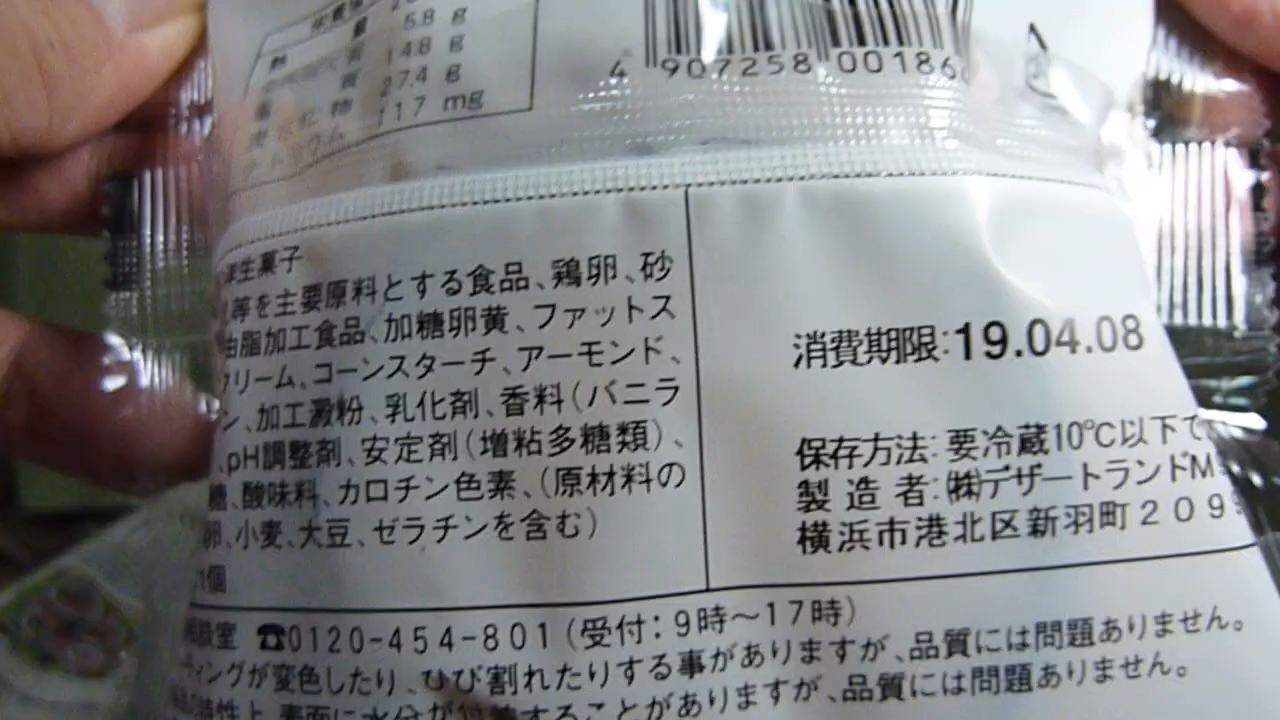 5.8 g
14.8 g
27.4 g
117 mg
4 907258 00186
生菓子
等を主要原料とする食品、鶏卵、砂
油脂加工食品、加糖卵黄、ファットス
クリーム、コーンスターチ、アーモンド、
ン、加工澱粉、乳化剤、香料(バニラ
、pH調整剤、安定剤(増粘多糖類)、
糖、酸味料、カロチン色素、(原材料の
卵、小麦、大豆、ゼラチンを含む)
1個
消費期限:19.04.08
保存方法:要冷蔵10℃以下で
製造者:㈱デザートランドM
横浜市港北区新羽町209
談室 ☎0120-454-801(受付:9時〜17時)
ィングが変色したり、ひび割れたりする事がありますが、品質には問題ありません。
特性上、表面に水分が付着することがありますが、品質には問題ありません。